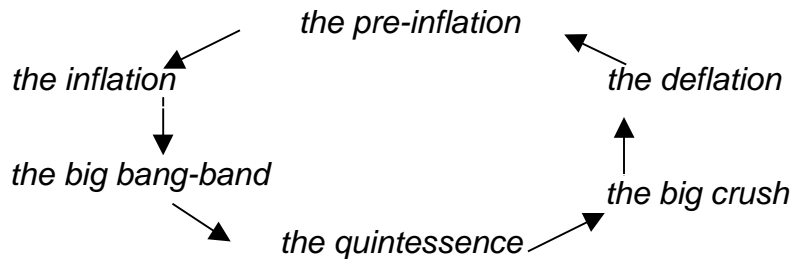 the pre-inflation
the inflation
the deflation
the big bang-band
the big crush
the quintessence